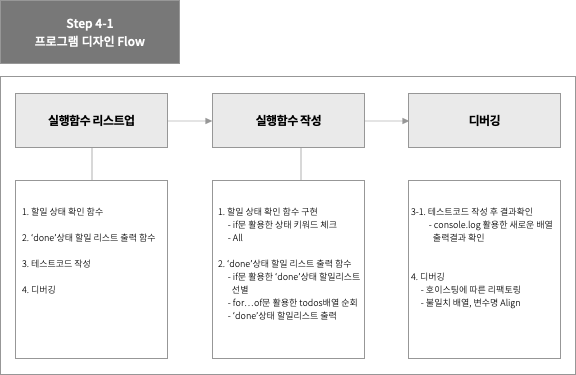 Step 4-1
프로그램 디자인 Flow
실행함수 리스트업
실행함수 작성
디버깅
1. 할일 상태 확인 함수
2. ‘done’상태 할일 리스트 출력 함수
3. 테스트코드 작성
4. 디버깅
1. 할일 상태 확인 함수 구현
- if문 활용한 상태 키워드 체크
- All
2. ‘done’상태 할일 리스트 출력 함수
- if문 활용한 ‘done’상태 할일리스트
선별
- for…of문 활용한 todos배열 순회
- ‘done’상태 할일리스트 출력
3-1. 테스트코드 작성 후 결과확인
- console.log 활용한 새로운 배열
출력결과 확인
4. 디버깅
- 호이스팅에 따른 리팩토링
- 불일치 배열, 변수명 Align